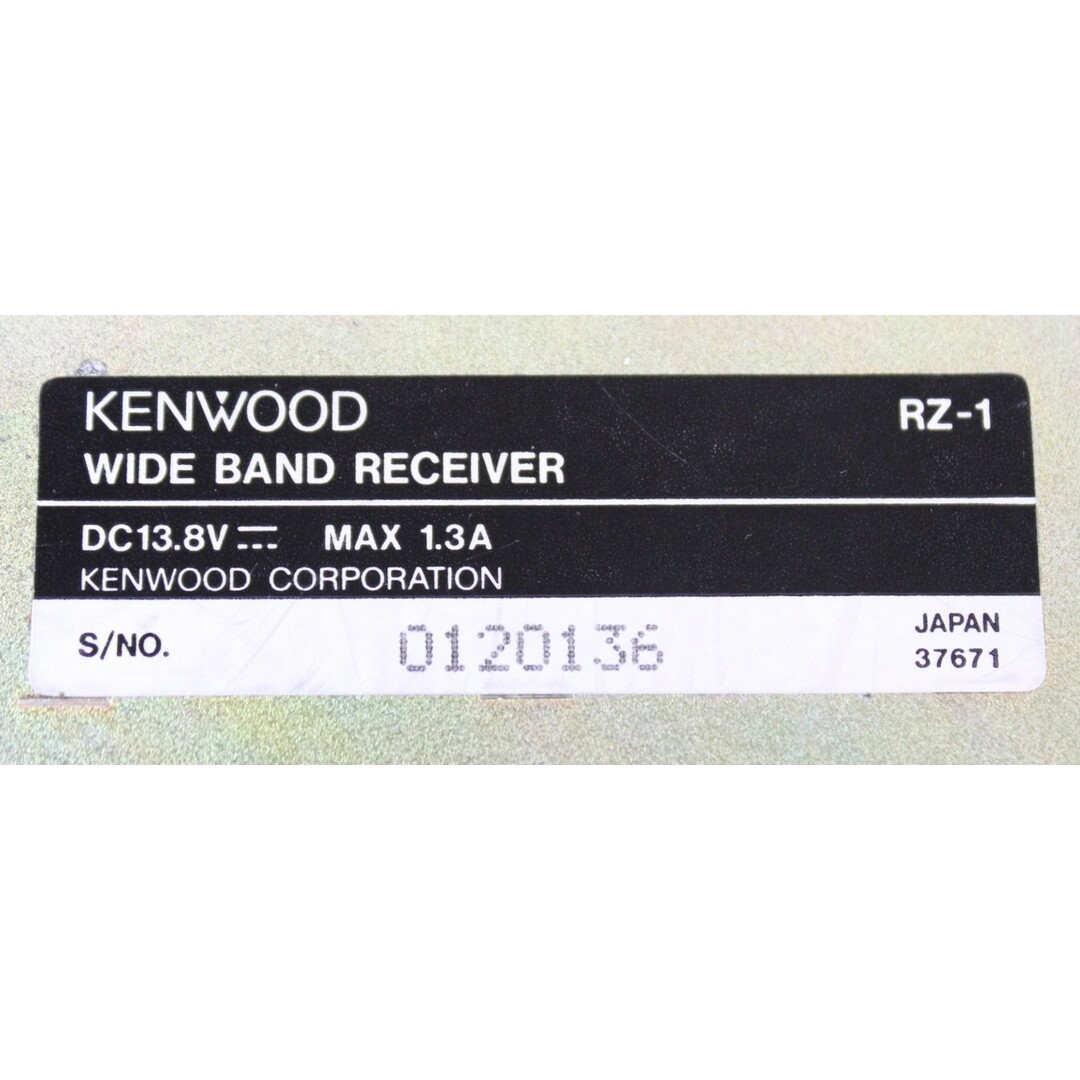 KENWOOD RZ-1
WIDE BAND RECEIVER
DC13.8V⎓ MAX 1.3A
KENWOOD CORPORATION
S/NO. 0120136 JAPAN
37671